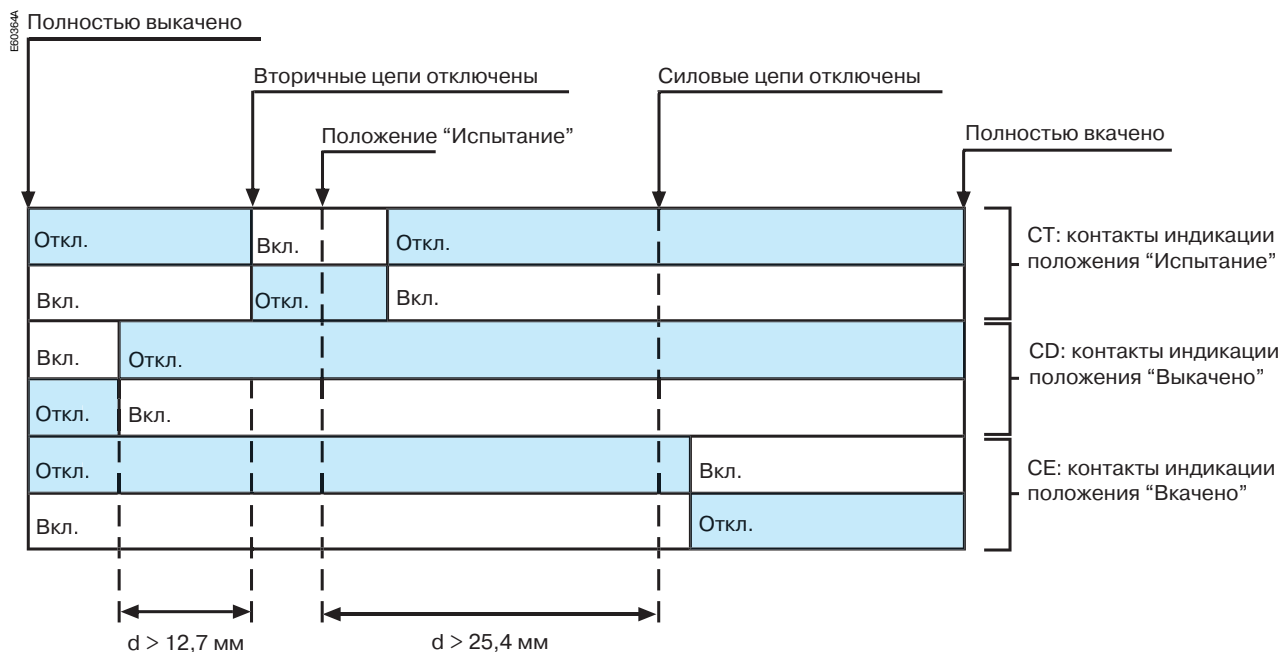 E60364A
Полностью выкачено
Вторичные цепи отключены
Силовые цепи отключены
Положение “Испытание”
Полностью вкачено
Откл.
Вкл.
Откл.
CT: контакты индикации
положения “Испытание”
Вкл.
Откл.
Вкл.
Вкл.
Откл.
CD: контакты индикации
положения “Выкачено”
Откл.
Вкл.
Откл.
Вкл.
CE: контакты индикации
положения “Вкачено”
Вкл.
Откл.
d > 12,7 мм
d > 25,4 мм